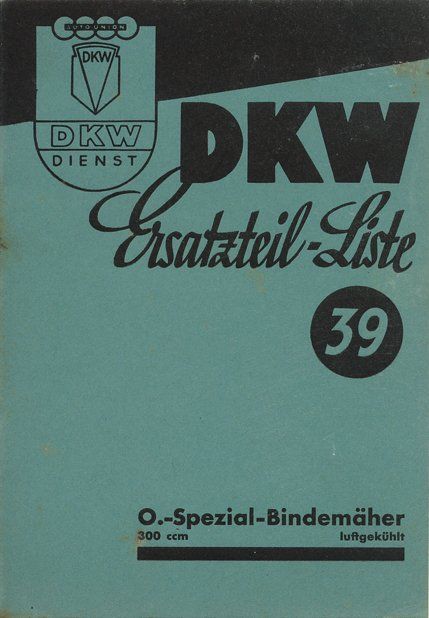 AUTO UNION
DKW
DKW
DIENST
DKW
Ersatzteil-Liste
39
O.-Spezial-Bindemäher
300 ccm luftgekühlt